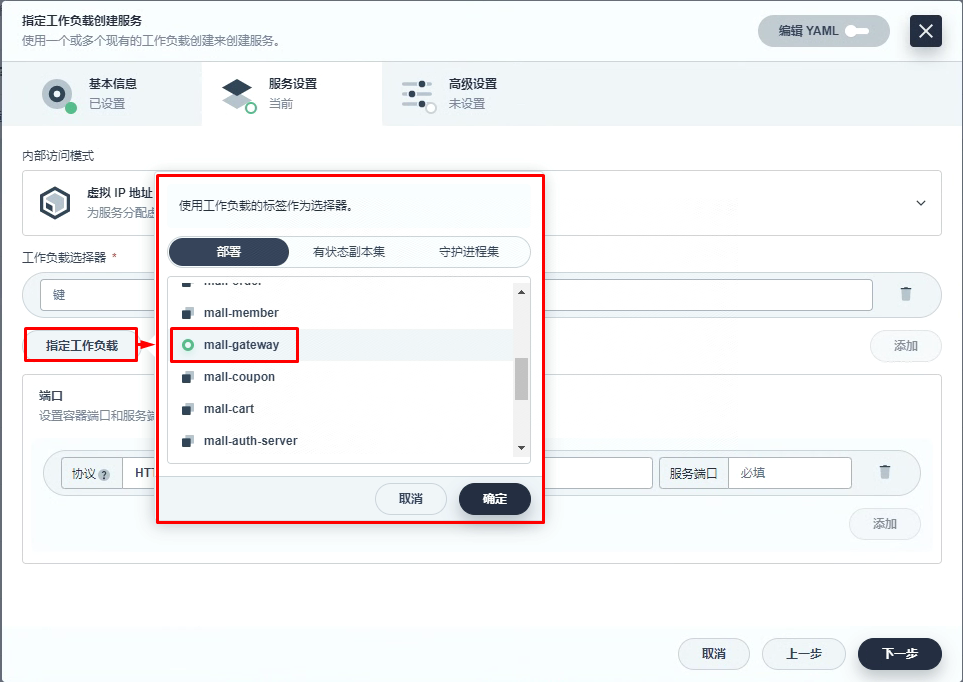 指定工作负载创建服务
使用一个或多个现有的工作负载创建来创建服务。
编辑 YAML
基本信息
已设置
服务设置
当前
高级设置
未设置
内部访问模式
虚拟 IP 地址
为服务分配虚
使用工作负载的标签作为选择器。
部署
有状态副本集
守护进程集
工作负载选择器 *
键
mall-order
mall-member
mall-gateway
mall-coupon
mall-cart
mall-auth-server
指定工作负载
添加
端口
设置容器端口和服务端
协议
HTT
服务端口
必填
取消
确定
添加
取消
上一步
下一步